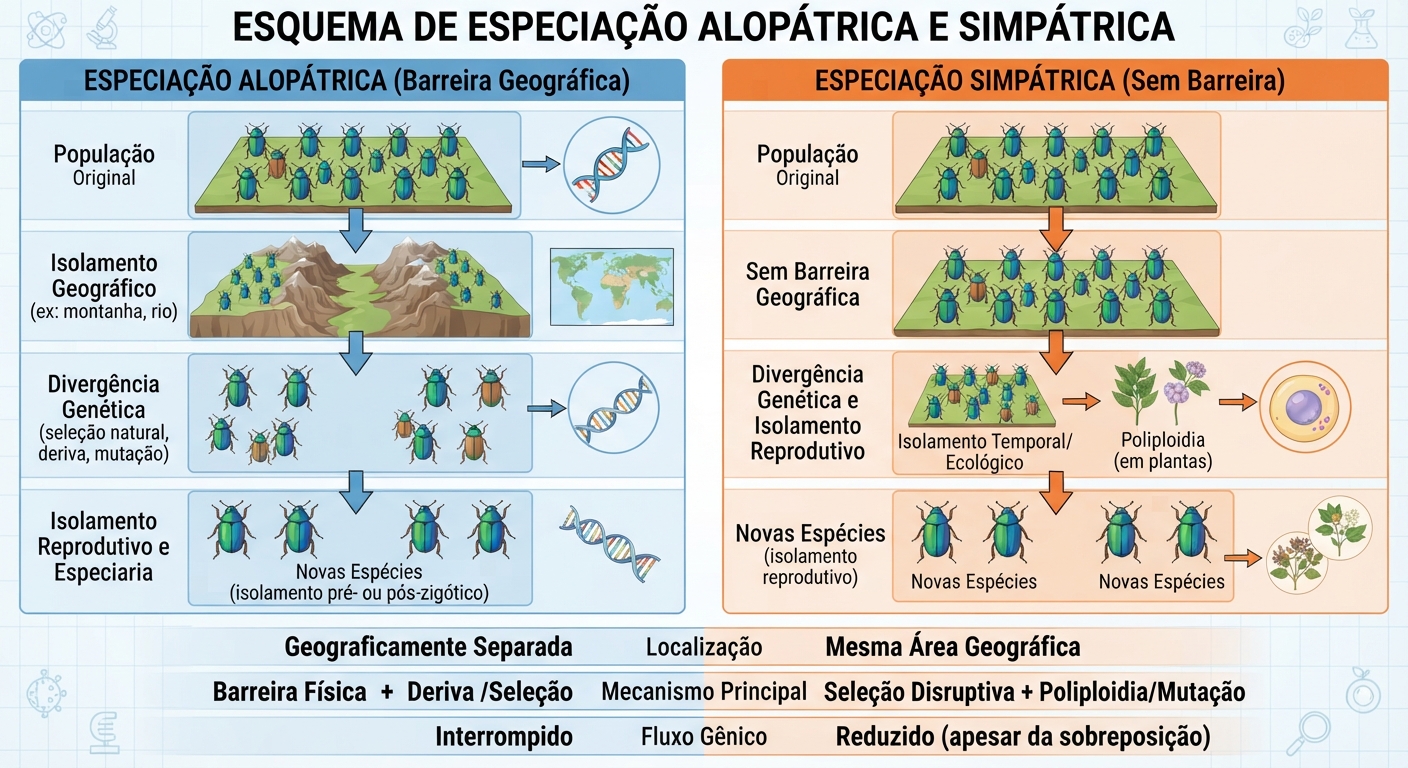 ESQUEMA DE ESPECIAÇÃO ALOPÁTRICA E SIMPÁTRICA
ESPECIAÇÃO ALOPÁTRICA (Barreira Geográfica)
População
Original
Isolamento
Geográfico
(ex: montanha, rio)
Divergência
Genética
(seleção natural,
deriva, mutação)
Isolamento
Reprodutivo e
Especiaria
Novas Espécies
(isolamento pré- ou pós-zigótico)
ESPECIAÇÃO SIMPÁTRICA (Sem Barreira)
População
Original
Sem Barreira
Geográfica
Divergência
Genética e
Isolamento
Reprodutivo
Isolamento Temporal/
Ecológico
Poliploidia
(em plantas)
Novas Espécies
(isolamento
reprodutivo)
Novas Espécies
Novas Espécies
Geograficamente Separada Localização Mesma Área Geográfica
Barreira Física + Deriva /Seleção Mecanismo Principal Seleção Disruptiva + Poliploidia/Mutação
Interrompido Fluxo Gênico Reduzido (apesar da sobreposição)